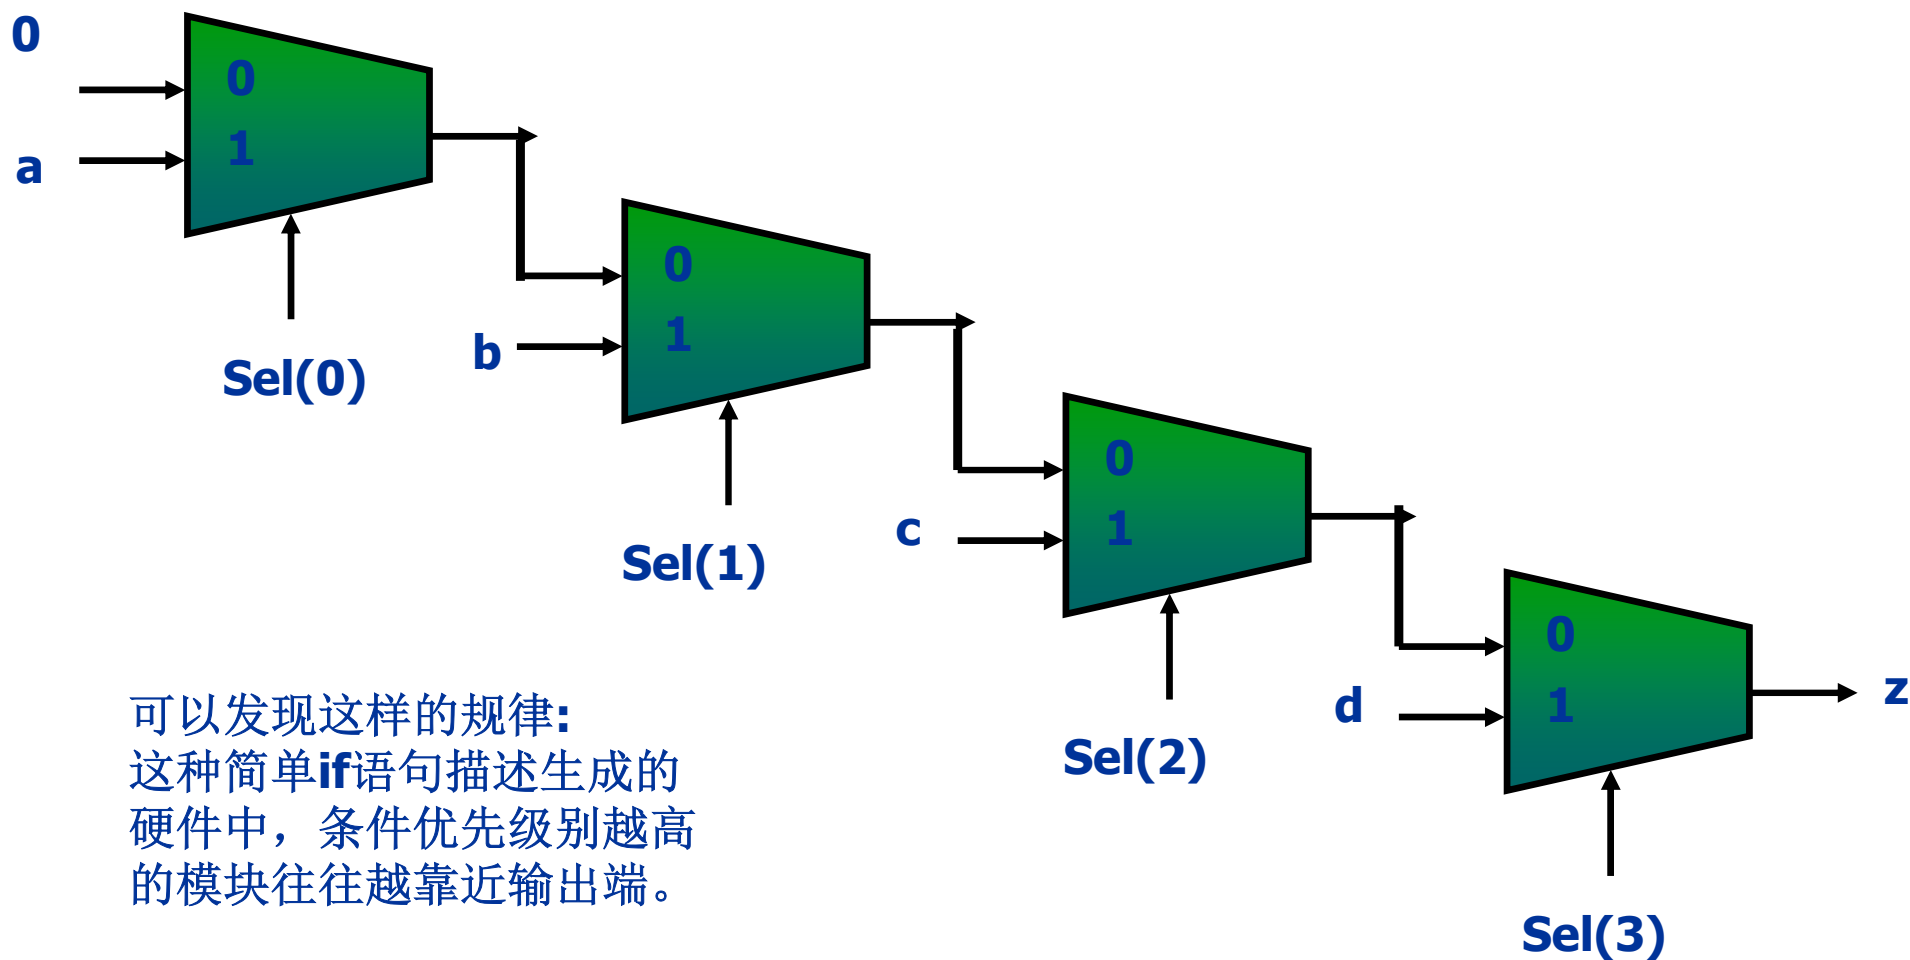 0
0
1
a
Sel(0)
0
1
b
Sel(1)
0
1
c
Sel(2)
0
1
d
z
Sel(3)
可以发现这样的规律:
这种简单if语句描述生成的
硬件中，条件优先级别越高
的模块往往越靠近输出端。